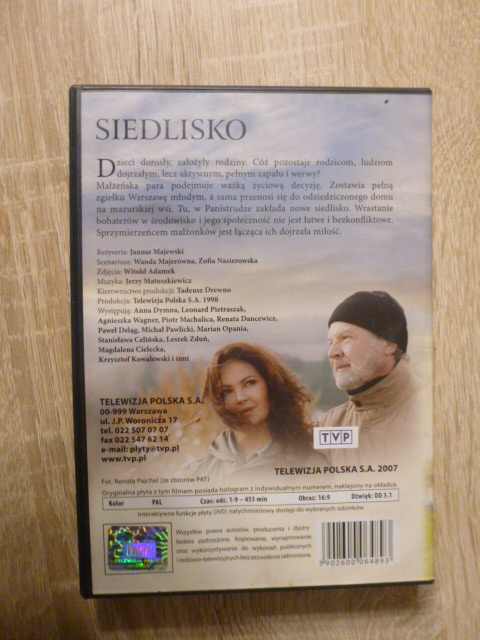 SIEDLISKO
Dzieci dorosły, założyły rodziny. Cóż pozostaje rodzicom, ludziom
dojrzałym, lecz aktywnym, pełnym zapału i werwy?
Małżeńska para podejmuje ważką życiową decyzję. Zostawia pełną
zgiełku Warszawę młodym, a sama przenosi się do odziedziczonego domu
na mazurskiej wsi. Tu, w Panistrudze zakłada nowe siedlisko. Wrastanie
bohaterów w środowisko i jego społeczność nie jest łatwe i bezkonfliktowe.
Sprzymierzeńcem małżonków jest łącząca ich dojrzała miłość.
Reżyseria: Janusz Majewski
Scenariusz: Wanda Majerówna, Zofia Nasierowska
Zdjęcia: Witold Adamek
Muzyka: Jerzy Matuszkiewicz
Kierownictwo produkcji: Tadeusz Drewno
Produkcja: Telewizja Polska S.A. 1998
Występują: Anna Dymna, Leonard Pietraszak,
Agnieszka Wagner, Piotr Machalica, Renata Dancewicz,
Paweł Deląg, Michał Pawlicki, Marian Opania,
Stanisława Celińska, Leszek Zduń,
Magdalena Cielecka,
Krzysztof Kowalewski i inni
TELEWIZJA POLSKA S.A.
00-999 Warszawa
ul. J.P. Woronicza 17
tel. 022 507 07 07
fax 022 547 62 14
e-mail: plyty@tvp.pl
www.tvp.pl
TVP
TELEWIZJA POLSKA S.A. 2007
Fot. Renata Pajchel (ze zbiorów PAT)
Oryginalna płyta z tym filmem posiada hologram z indywidualnym numerem, naklejony na okładce.
Kolor PAL Czas: odc. 1-9 – 453 min Obraz: 16:9 Dźwięk: DD 5.1
Interaktywne funkcje płyty DVD: natychmiastowy dostęp do wybranych odcinków.
Wszystkie prawa autorów, producenta i dystry
butora zastrzeżone. Kopiowanie, wynajmowanie
oraz wykorzystywanie do wykonań publicznych
i radiowo-telewizyjnych bez zezwolenia zabronione.
5902600064893